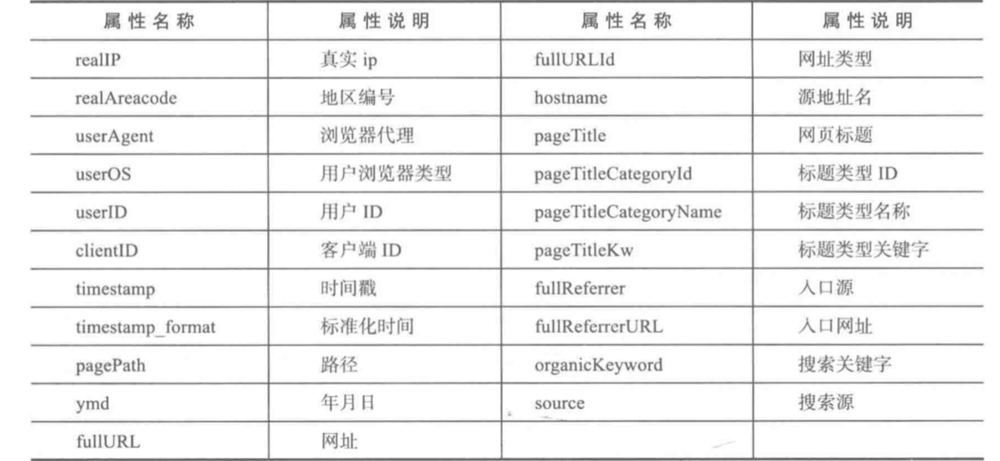 属性名称 属性说明 属性名称 属性说明
realIP 真实 ip fullURLId 网址类型
realAreacode 地区编号 hostname 源地址名
userAgent 浏览器代理 pageTitle 网页标题
userOS 用户浏览器类型 pageTitleCategoryId 标题类型 ID
userID 用户 ID pageTitleCategoryName 标题类型名称
clientID 客户端 ID pageTitleKw 标题类型关键字
timestamp 时间戳 fullReferrer 入口源
timestamp_format 标准化时间 fullReferrerURL 入口网址
pagePath 路径 organicKeyword 搜索关键字
ymd 年月日 source 搜索源
fullURL 网址